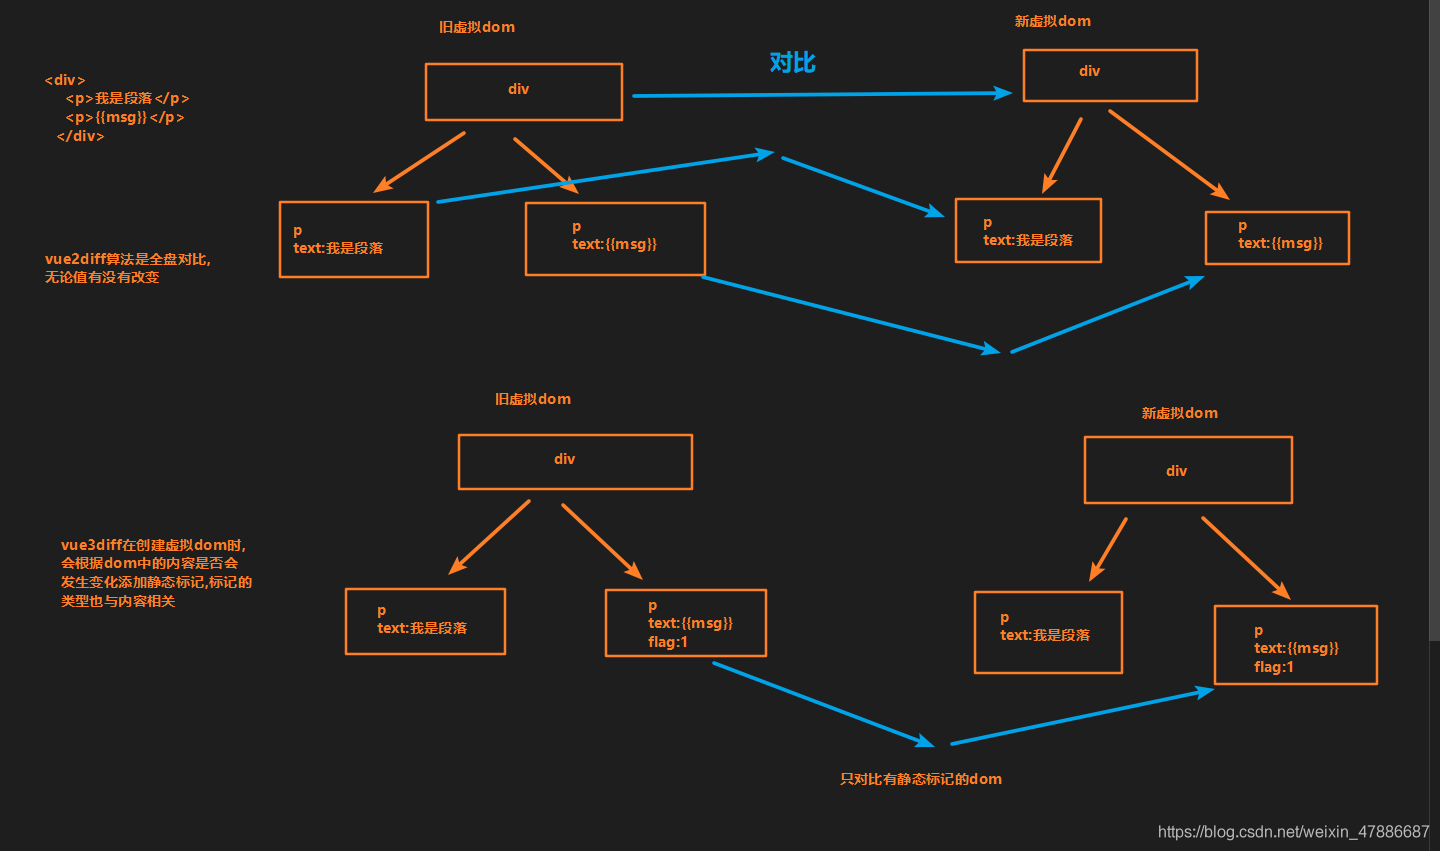 旧虚拟dom
新虚拟dom
对比
<div>
<p>我是段落</p>
<p>{{msg}}</p>
</div>
div
div
p
text:我是段落
p
text:{{msg}}
p
text:我是段落
p
text:{{msg}}
vue2diff算法是全盘对比,
无论值有没有改变
旧虚拟dom
新虚拟dom
div
div
vue3diff在创建虚拟dom时,
会根据dom中的内容是否会
发生变化添加静态标记,标记的
类型也与内容相关
p
text:我是段落
p
text:{{msg}}
flag:1
p
text:我是段落
p
text:{{msg}}
flag:1
只对比有静态标记的dom
https://blog.csdn.net/weixin_47886687